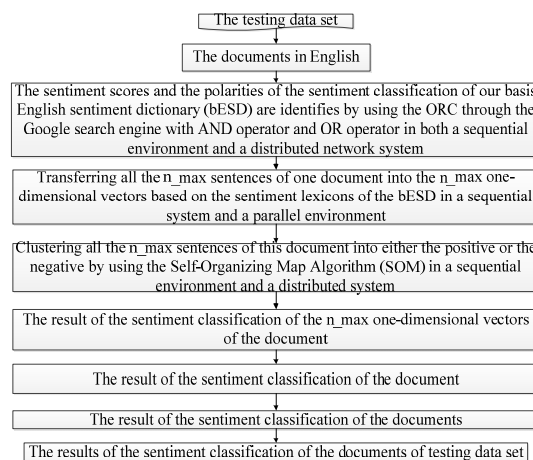 The testing data set
The documents in English
The sentiment scores and the polarities of the sentiment classification of our basis
English sentiment dictionary (bESD) are identifies by using the ORC through the
Google search engine with AND operator and OR operator in both a sequential
environment and a distributed network system
Transferring all the n_max sentences of one document into the n_max one-
dimensional vectors based on the sentiment lexicons of the bESD in a sequential
system and a parallel environment
Clustering all the n_max sentences of this document into either the positive or the
negative by using the Self-Organizing Map Algorithm (SOM) in a sequential
environment and a distributed system
The result of the sentiment classification of the n_max one-dimensional vectors
of the document
The result of the sentiment classification of the document
The result of the sentiment classification of the documents
The results of the sentiment classification of the documents of testing data set